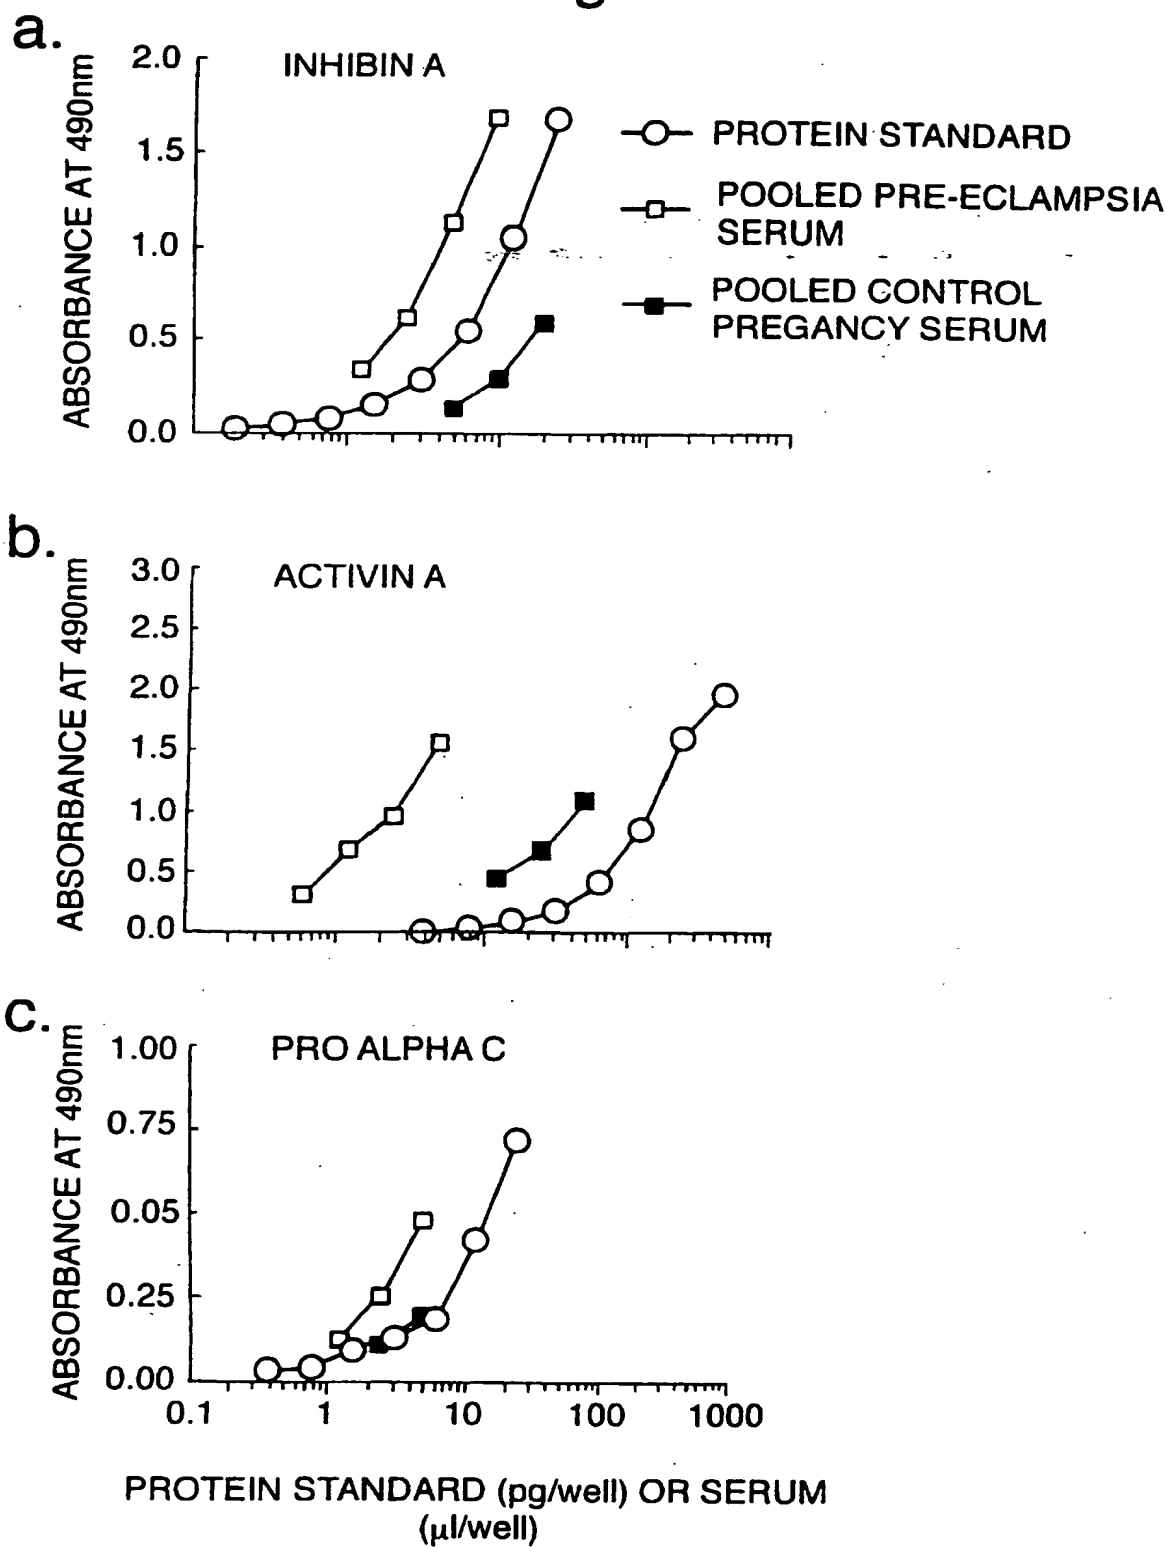 a.
INHIBIN A
ABSORBANCE AT 490nm
2.0
1.5
1.0
0.5
0.0
PROTEIN STANDARD
POOLED PRE-ECLAMPSIA
SERUM
POOLED CONTROL
PREGANCY SERUM
b.
ACTIVIN A
ABSORBANCE AT 490nm
3.0
2.5
2.0
1.5
1.0
0.5
0.0
c.
PRO ALPHA C
ABSORBANCE AT 490nm
1.00
0.75
0.05
0.25
0.00
0.1 1 10 100 1000
PROTEIN STANDARD (pg/well) OR SERUM
(μl/well)